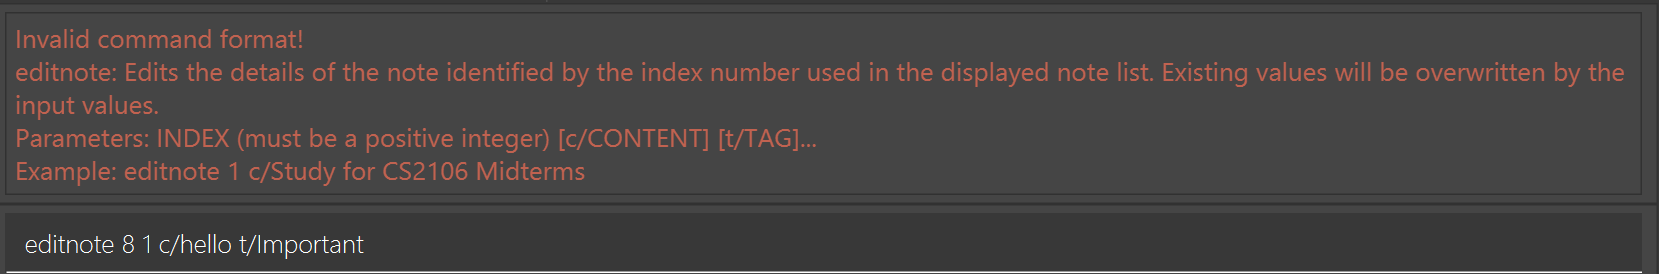 Invalid command format!
editnote: Edits the details of the note identified by the index number used in the displayed note list. Existing values will be overwritten by the
input values.
Parameters: INDEX (must be a positive integer) [c/CONTENT] [t/TAG]...
Example: editnote 1 c/Study for CS2106 Midterms
editnote 8 1 c/hello t/Important